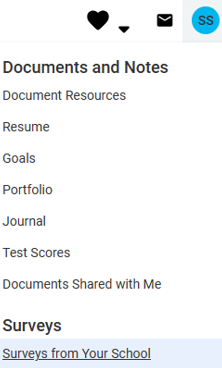 SS
Documents and Notes
Document Resources
Resume
Goals
Portfolio
Journal
Test Scores
Documents Shared with Me
Surveys
Surveys from Your School